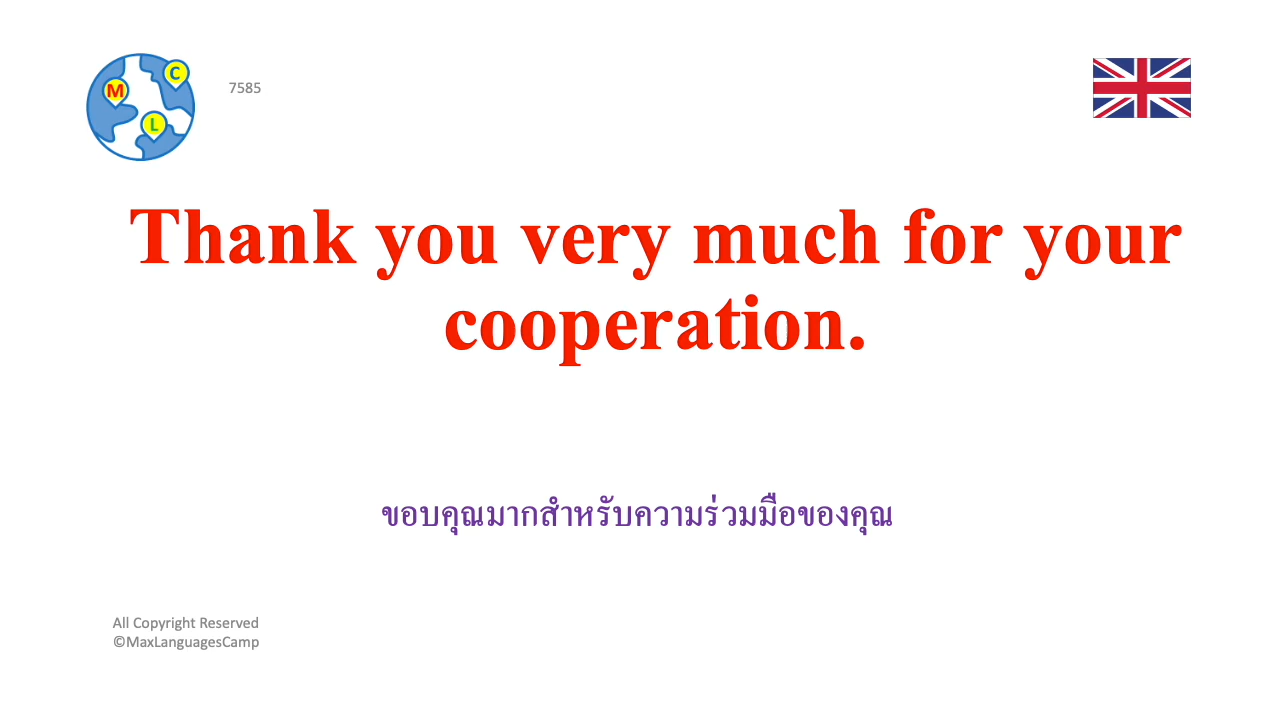 C
M
L
7585
Thank you very much for your
cooperation.
ขอบคุณมากสำหรับความร่วมมือของคุณ
All Copyright Reserved
©MaxLanguagesCamp